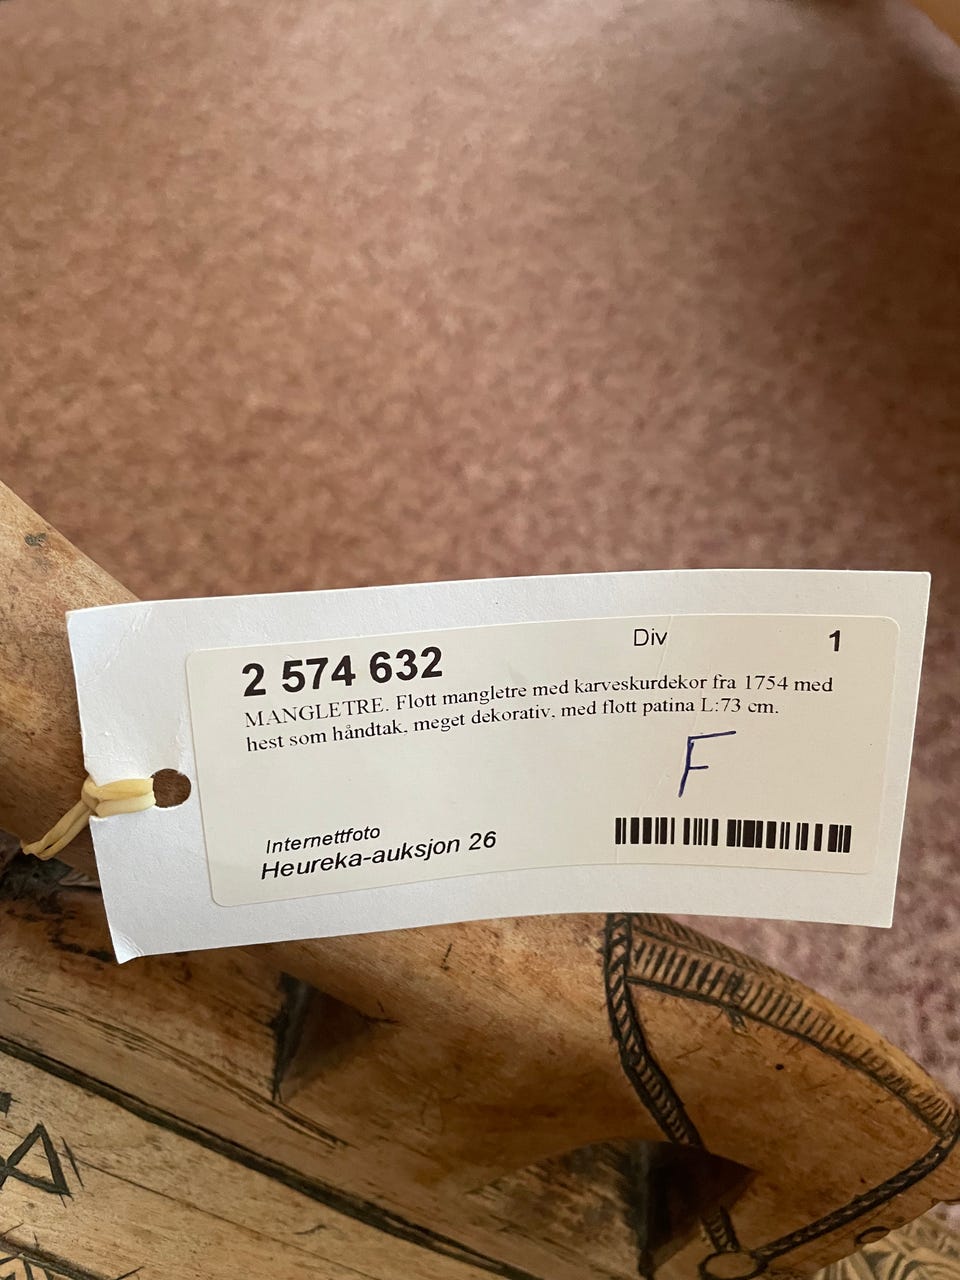 2 574 632 Div 1
MANGLETRE. Flott mangletre med karveskurdekor fra 1754 med
hest som håndtak, meget dekorativ, med flott patina L:73 cm.
F
Internettfoto
Heureka-auksjon 26